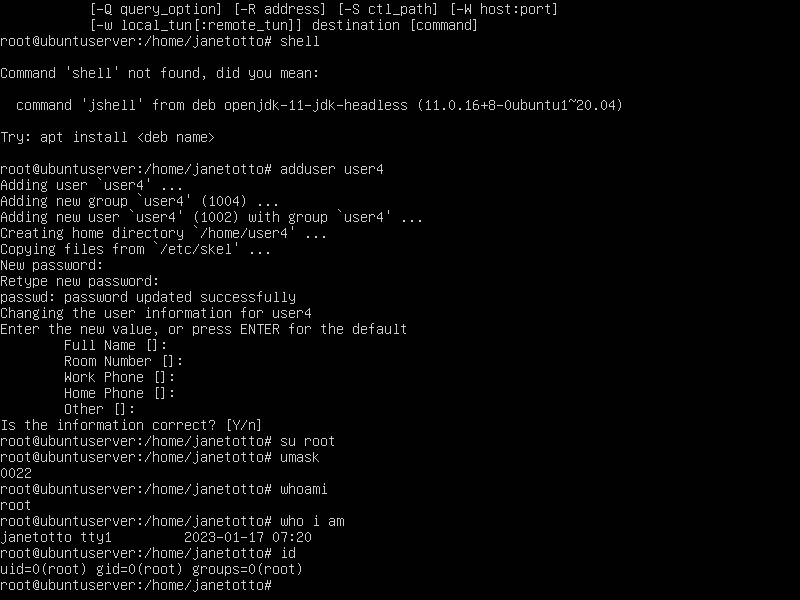 [-Q query_option] [-R address] [-S ctl_path] [-W host:port]
[-w local_tun[:remote_tun]] destination [command]
root@ubuntuserver:/home/janetotto# shell
Command 'shell' not found, did you mean:
command 'jshell' from deb openjdk-11-jdk-headless (11.0.16+8-0ubuntu1~20.04)
Try: apt install <deb name>
root@ubuntuserver:/home/janetotto# adduser user4
Adding user `user4' ...
Adding new group `user4' (1004) ...
Adding new user `user4' (1002) with group `user4' ...
Creating home directory `/home/user4' ...
Copying files from `/etc/skel' ...
New password:
Retype new password:
passwd: password updated successfully
Changing the user information for user4
Enter the new value, or press ENTER for the default
Full Name []:
Room Number []:
Work Phone []:
Home Phone []:
Other []:
Is the information correct? [Y/n]
root@ubuntuserver:/home/janetotto# su root
root@ubuntuserver:/home/janetotto# umask
0022
root@ubuntuserver:/home/janetotto# whoami
root
root@ubuntuserver:/home/janetotto# who i am
janetotto tty1         2023-01-17 07:20
root@ubuntuserver:/home/janetotto# id
uid=0(root) gid=0(root) groups=0(root)
root@ubuntuserver:/home/janetotto#